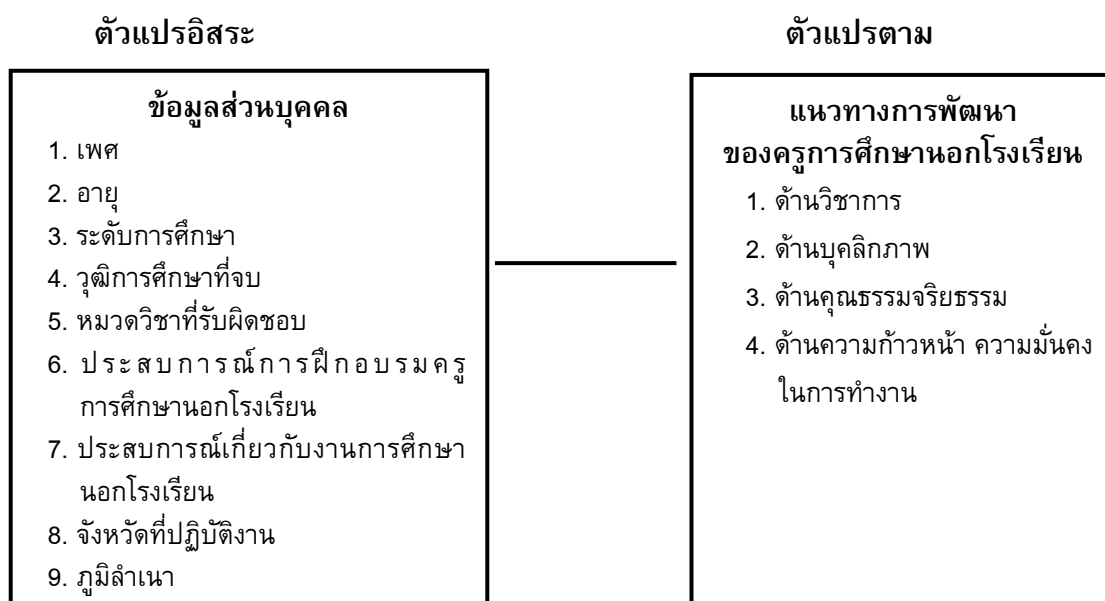 ตัวแปรอิสระ
ข้อมูลส่วนบุคคล
1. เพศ
2. อายุ
3. ระดับการศึกษา
4. วุฒิการศึกษาที่จบ
5. หมวดวิชาที่รับผิดชอบ
6. ประสบการณ์การฝึกอบรมครู
การศึกษานอกโรงเรียน
7. ประสบการณ์เกี่ยวกับงานการศึกษา
นอกโรงเรียน
8. จังหวัดที่ปฏิบัติงาน
9. ภูมิลำเนา
ตัวแปรตาม
แนวทางการพัฒนา
ของครูการศึกษานอกโรงเรียน
1. ด้านวิชาการ
2. ด้านบุคลิกภาพ
3. ด้านคุณธรรมจริยธรรม
4. ด้านความก้าวหน้า ความมั่นคง
ในการทำงาน